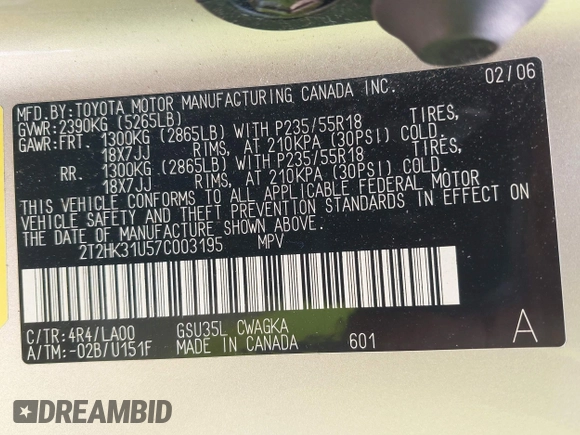 MFD. BY: TOYOTA MOTOR MANUFACTURING CANADA INC. 02/06
GVWR: 2390KG (5265LB)
GAWR: FRT. 1300KG (2865LB) WITH P235/55R18 TIRES,
18X7JJ RIMS, AT 210KPA (30PSI) COLD.
RR. 1300KG (2865LB) WITH P235/55R18 TIRES,
18X7JJ RIMS, AT 210KPA (30PSI) COLD.
THIS VEHICLE CONFORMS TO ALL APPLICABLE FEDERAL MOTOR
VEHICLE SAFETY AND THEFT PREVENTION STANDARDS IN EFFECT ON
THE DATE OF MANUFACTURE SHOWN ABOVE.
2T2HK31U57C003195 MPV
C/TR: 4R4/LA00 GSU35L CWAGKA
A/TM: -02B/U151F MADE IN CANADA 601 A
DREAMBID